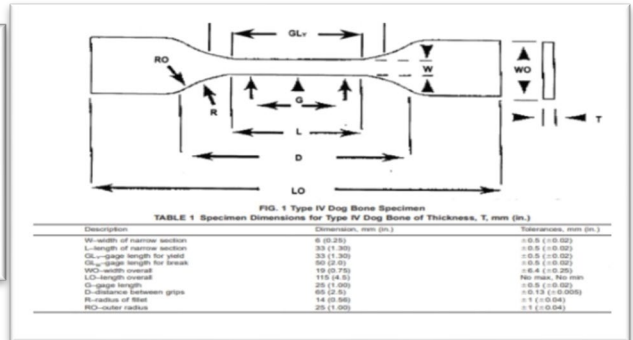 GLY
RO
W
WO
G
T
R
L
D
LO
FIG. 1 Type IV Dog Bone Specimen
TABLE 1 Specimen Dimensions for Type IV Dog Bone of Thickness, T, mm (in.)
Description Dimension, mm (in.) Tolerances, mm (in.)
W–width of narrow section 6 (0.25) ±0.5 (±0.02)
L–length of narrow section 33 (1.30) ±0.5 (±0.02)
GLY–gage length for yield 33 (1.30) ±0.5 (±0.02)
gage length for break 50 (2.0) ±0.5 (±0.02)
WO–width overall 19 (0.75) ±6.4 (±0.25)
LO–length overall 115 (4.5) No max, No min
G–gage length 25 (1.00) ±0.5 (±0.02)
D–distance between grips 65 (2.5) ±0.13 (±0.005)
R–radius of fillet 14 (0.56) ±1 (±0.04)
RO–outer radius 25 (1.00) ±1 (±0.04)